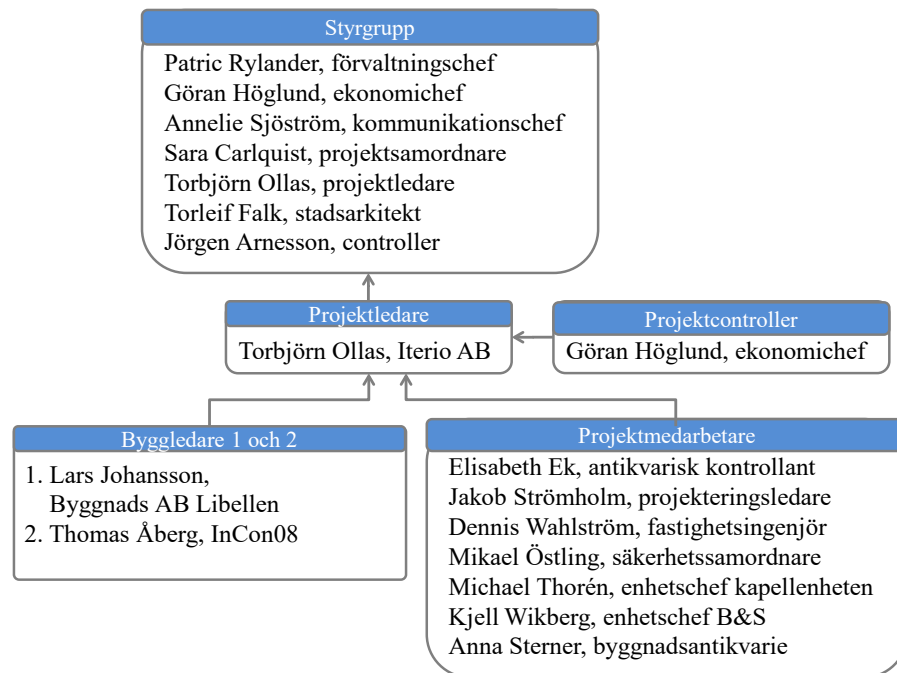 Styrgrupp
Patric Rylander, förvaltningschef
Göran Höglund, ekonomichef
Annelie Sjöström, kommunikationschef
Sara Carlquist, projektsamordnare
Torbjörn Ollas, projektledare
Torleif Falk, stadsarkitekt
Jörgen Arnesson, controller
Projektledare
Torbjörn Ollas, Iterio AB
Projektcontroller
Göran Höglund, ekonomichef
Byggledare 1 och 2
1. Lars Johansson,
Byggnads AB Libellen
2. Thomas Åberg, InCon08
Projektmedarbetare
Elisabeth Ek, antikvarisk kontrollant
Jakob Strömholm, projekteringsledare
Dennis Wahlström, fastighetsingenjör
Mikael Östling, säkerhetssamordnare
Michael Thorén, enhetschef kapellenheten
Kjell Wikberg, enhetschef B&S
Anna Sterner, byggnadsantikvarie